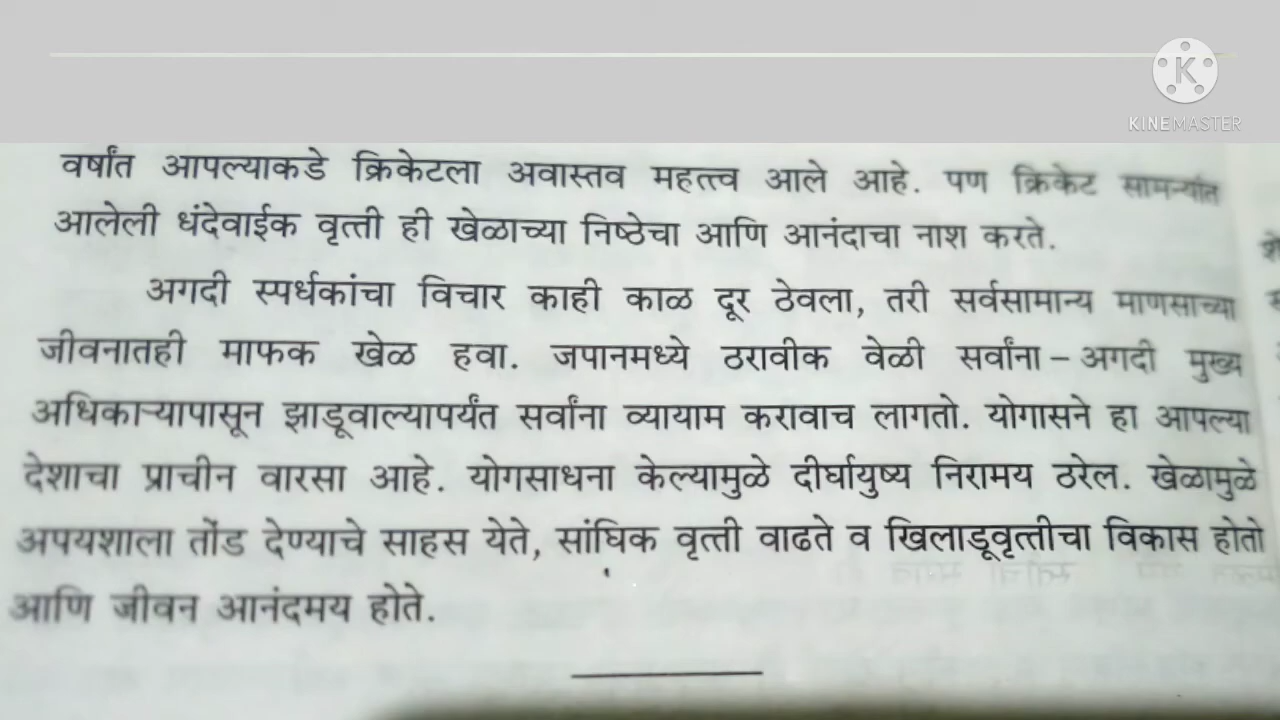 KINEMASTER
वर्षांत आपल्याकडे क्रिकेटला अवास्तव महत्त्व आले आहे. पण क्रिकेट सामन्यांत
आलेली धंदेवाईक वृत्ती ही खेळाच्या निष्ठेचा आणि आनंदाचा नाश करते.
अगदी स्पर्धकांचा विचार काही काळ दूर ठेवला, तरी सर्वसामान्य माणसाच्या
जीवनातही माफक खेळ हवा. जपानमध्ये ठरावीक वेळी सर्वांना – अगदी मुख्य
अधिकाऱ्यापासून झाडूवाल्यापर्यंत सर्वांना व्यायाम करावाच लागतो. योगासने हा आपल्या
देशाचा प्राचीन वारसा आहे. योगसाधना केल्यामुळे दीर्घायुष्य निरामय ठरेल. खेळामुळे
अपयशाला तोंड देण्याचे साहस येते, सांघिक वृत्ती वाढते व खिलाडूवृत्तीचा विकास होतो
आणि जीवन आनंदमय होते.